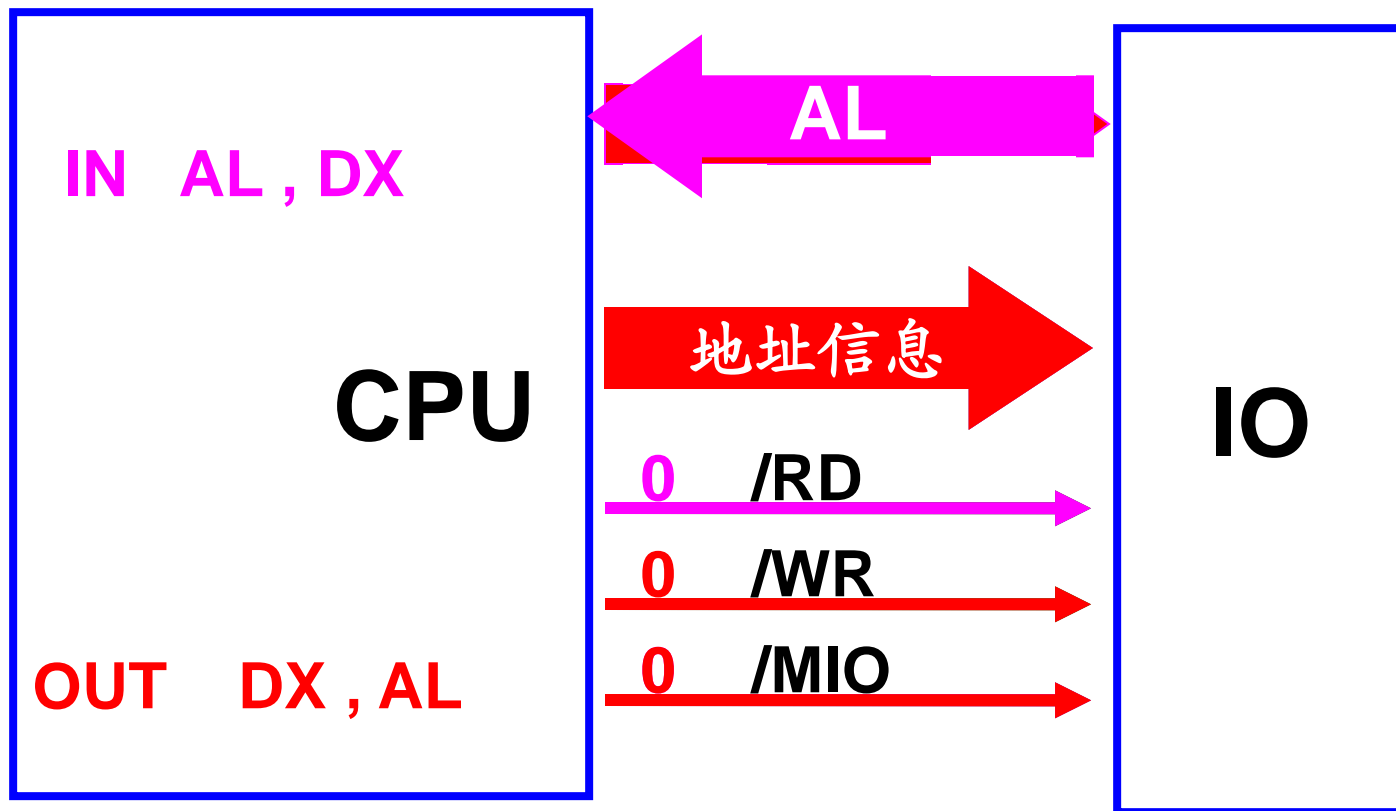 AL
IN AL , DX
地址信息
CPU
IO
0 /RD
0 /WR
0 /MIO
OUT DX , AL